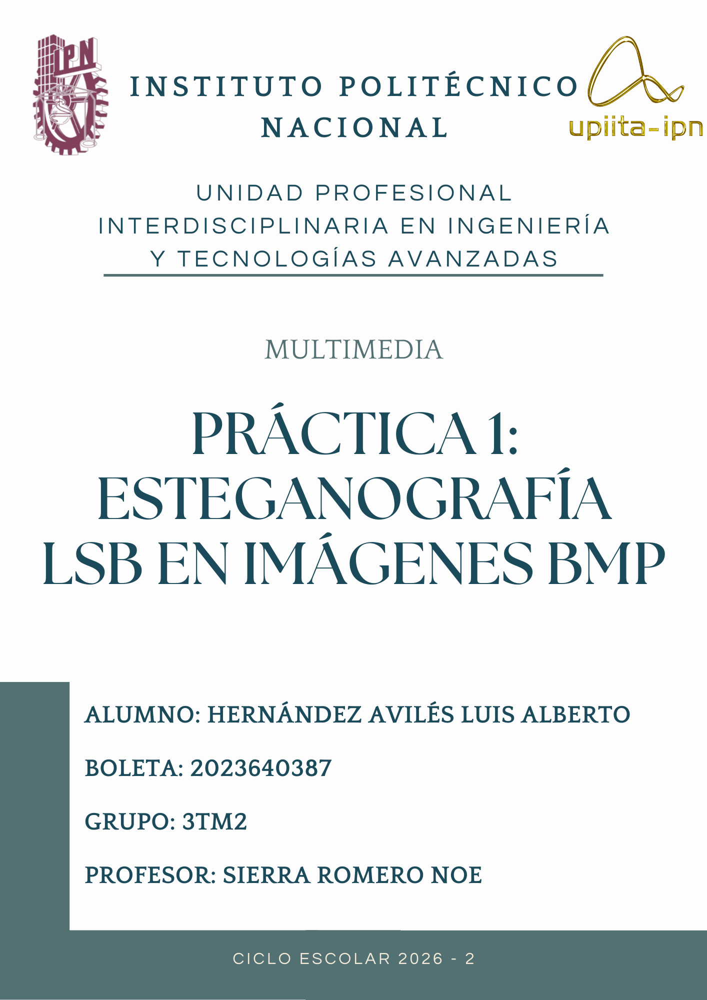 IPN
INSTITUTO POLITÉCNICO
NACIONAL
upiita-ipn
UNIDAD PROFESIONAL
INTERDISCIPLINARIA EN INGENIERÍA
Y TECNOLOGÍAS AVANZADAS
MULTIMEDIA
PRÁCTICA 1:
ESTEGANOGRAFÍA
LSB EN IMÁGENES BMP
ALUMNO: HERNÁNDEZ AVILÉS LUIS ALBERTO
BOLETA: 2023640387
GRUPO: 3TM2
PROFESOR: SIERRA ROMERO NOE
CICLO ESCOLAR 2026 - 2